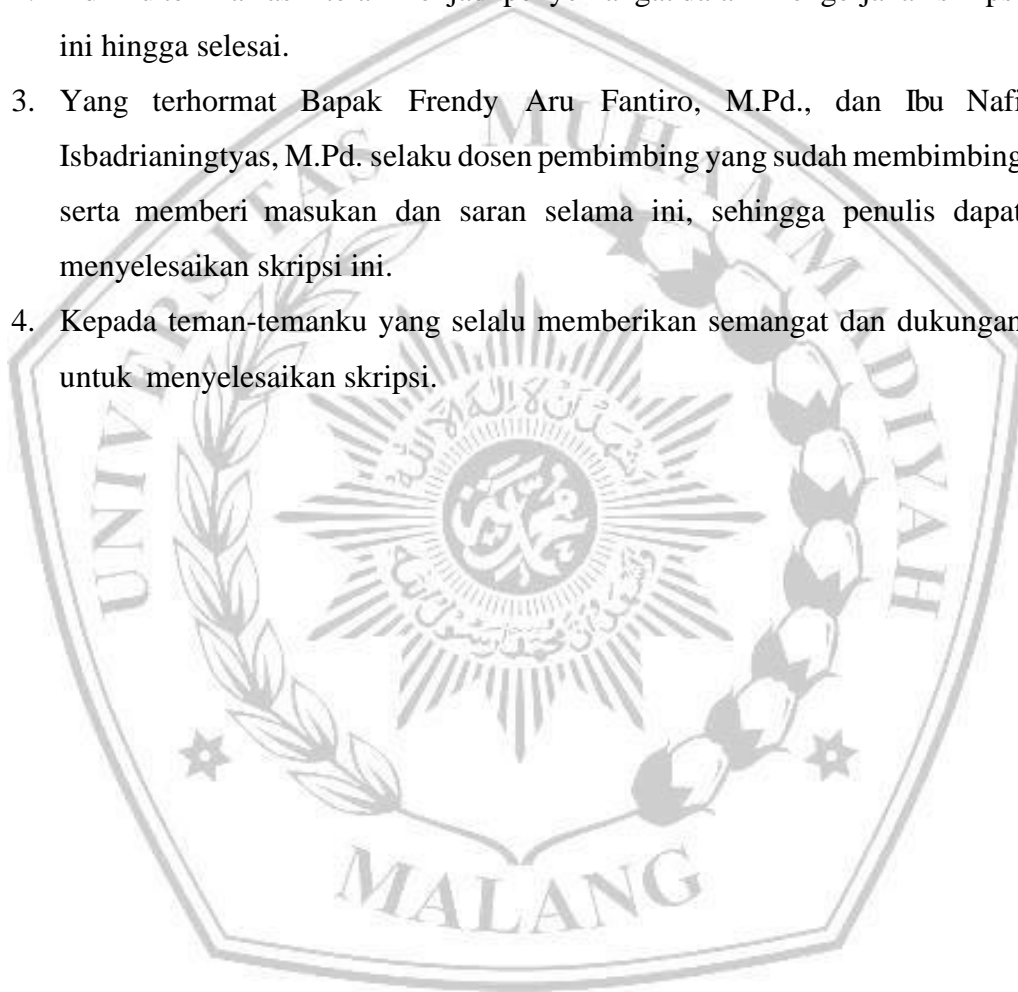 ini hingga selesai.
3. Yang terhormat Bapak Frendy Aru Fantiro, M.Pd., dan Ibu Nafi
Isbadrianingtyas, M.Pd. selaku dosen pembimbing yang sudah membimbing
serta memberi masukan dan saran selama ini, sehingga penulis dapat
menyelesaikan skripsi ini.
4. Kepada teman-temanku yang selalu memberikan semangat dan dukungan
untuk menyelesaikan skripsi.
UNIVERSITAS MUHAMMADIYAH
MALANG